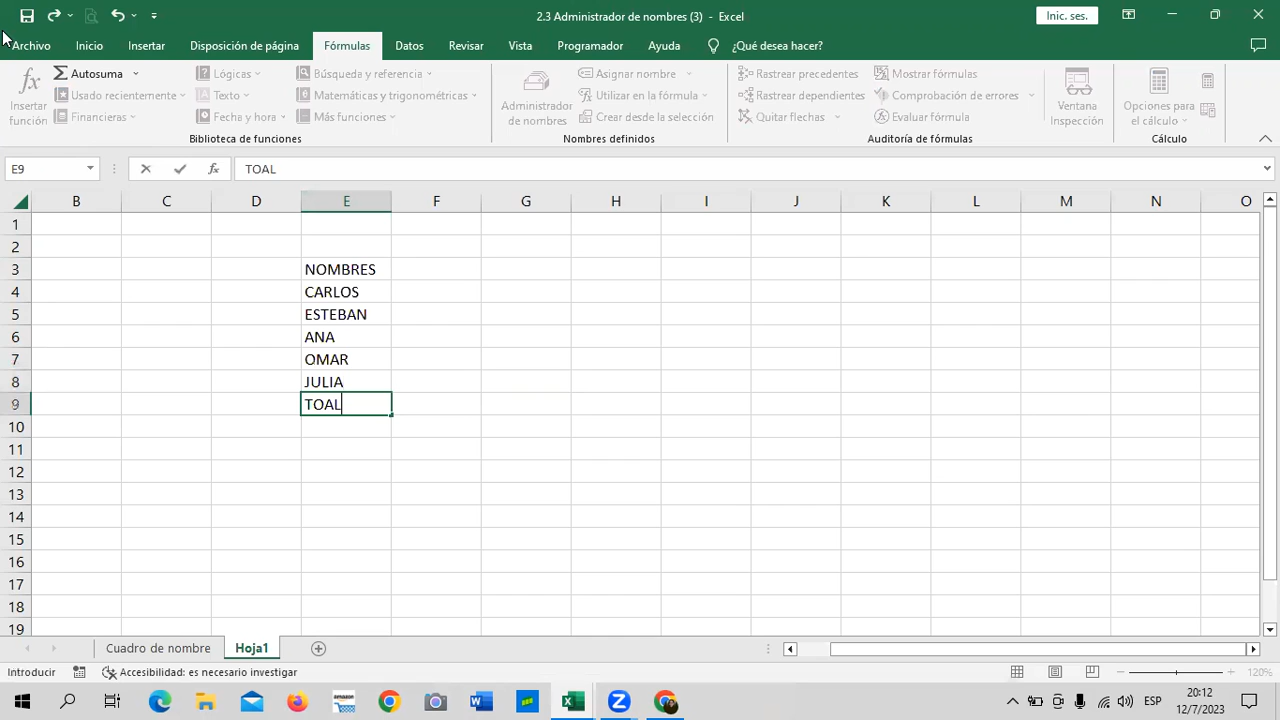 2.3 Administrador de nombres (3) - Excel
Inic. ses.
Archivo Inicio Insertar Disposición de página Fórmulas Datos Revisar Vista Programador Ayuda ¿Qué desea hacer?
Insertar función
Autosuma
Usado recientemente
Financieras
Lógicas
Texto
Fecha y hora
Búsqueda y referencia
Matemáticas y trigonométricas
Más funciones
Biblioteca de funciones
Administrador de nombres
Asignar nombre
Utilizar en la fórmula
Crear desde la selección
Nombres definidos
Rastrear precedentes
Rastrear dependientes
Quitar flechas
Mostrar fórmulas
Comprobación de errores
Evaluar fórmula
Auditoría de fórmulas
Ventana Inspección
Opciones para el cálculo
Cálculo
E9 fx TOAL
B C D E F G H I J K L M N O
1
2
3 NOMBRES
4 CARLOS
5 ESTEBAN
6 ANA
7 OMAR
8 JULIA
9 TOAL
10
11
12
13
14
15
16
17
18
19
Cuadro de nombre Hoja1
Introducir Accesibilidad: es necesario investigar 120%
ESP
20:12
12/7/2023